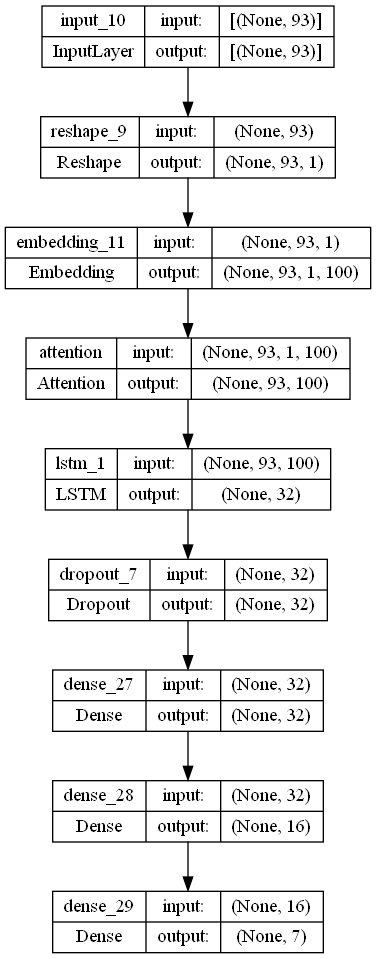 input_10 input: [(None, 93)]
InputLayer output: [(None, 93)]
reshape_9 input: (None, 93)
Reshape output: (None, 93, 1)
embedding_11 input: (None, 93, 1)
Embedding output: (None, 93, 1, 100)
attention input: (None, 93, 1, 100)
Attention output: (None, 93, 100)
lstm_1 input: (None, 93, 100)
LSTM output: (None, 32)
dropout_7 input: (None, 32)
Dropout output: (None, 32)
dense_27 input: (None, 32)
Dense output: (None, 32)
dense_28 input: (None, 32)
Dense output: (None, 16)
dense_29 input: (None, 16)
Dense output: (None, 7)